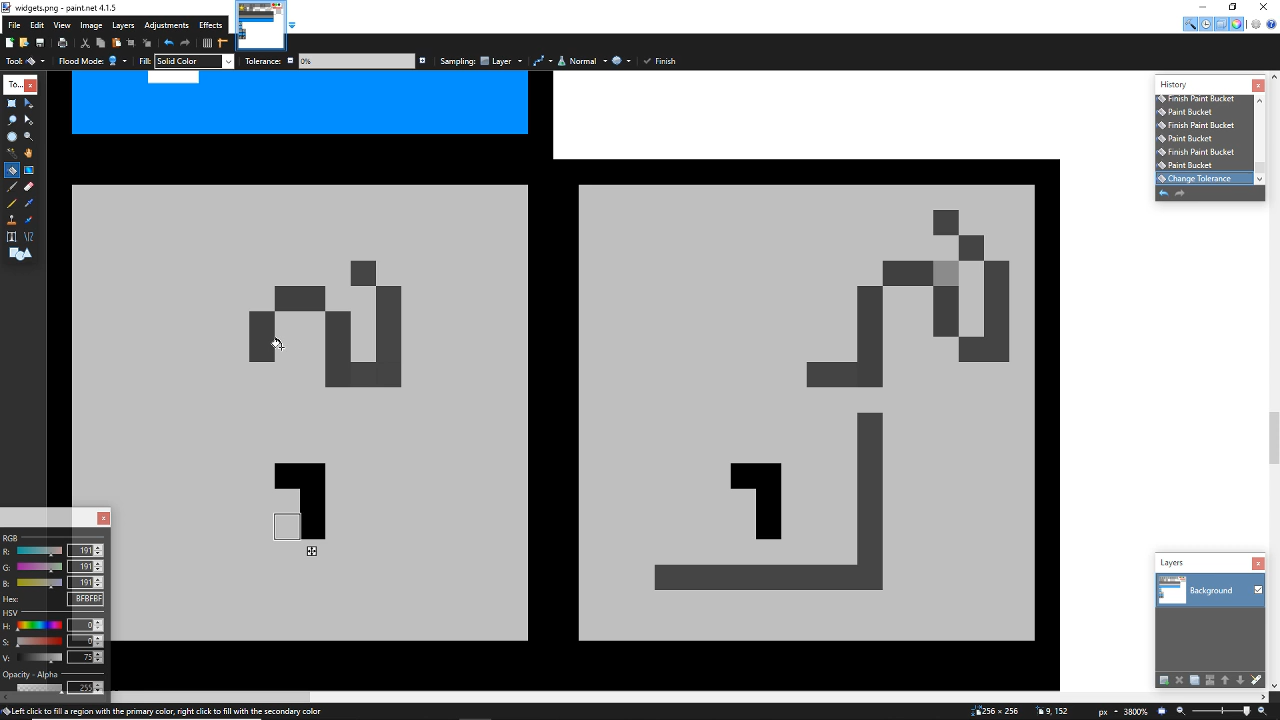 widgets.png - paint.net 4.1.5
File Edit View Image Layers Adjustments Effects
Tool: Flood Mode: Fill: Solid Color Tolerance: 0% Sampling: Layer Normal Finish
To...
History
Finish Paint Bucket
Paint Bucket
Finish Paint Bucket
Paint Bucket
Finish Paint Bucket
Paint Bucket
Change Tolerance
RGB
R: 191
G: 191
B: 191
Hex: BFBFBF
HSV
H: 0
S: 0
V: 75
Opacity - Alpha
255
Layers
Background
Left click to fill a region with the primary color, right click to fill with the secondary color
256 × 256 9, 152 px 3800%